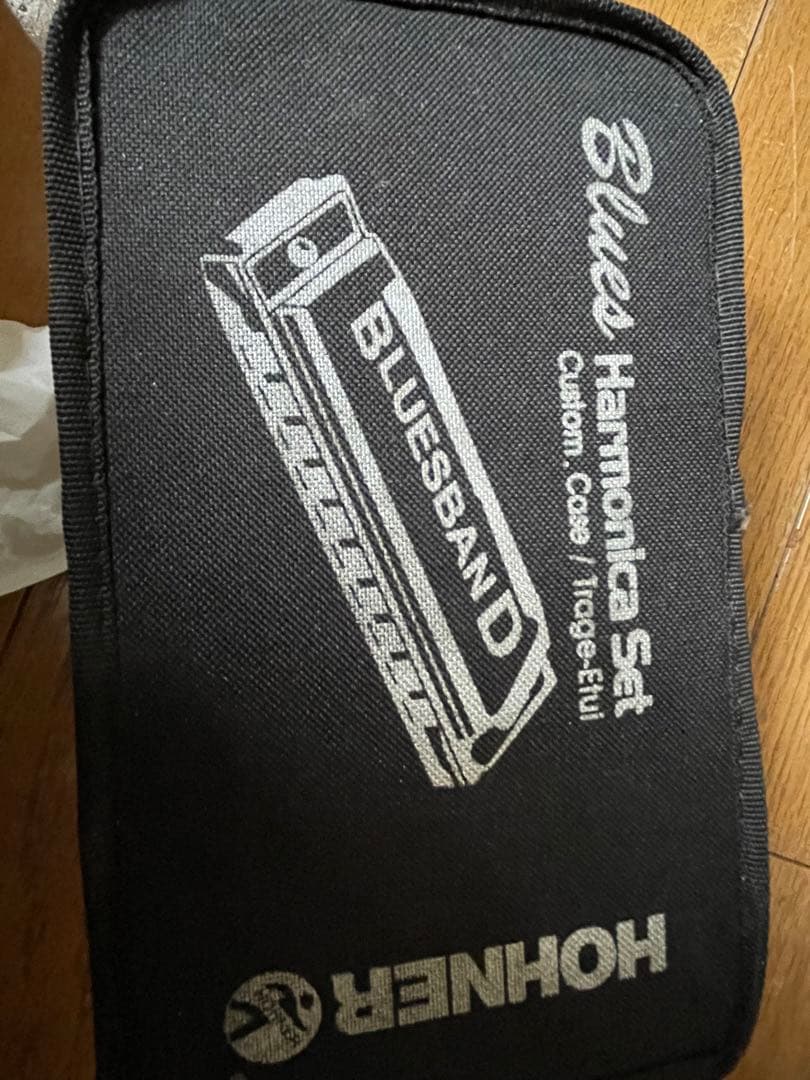 Blues Harmonica Set
Custom. Case / Trage-Etui
BLUESBAND
HOHNER